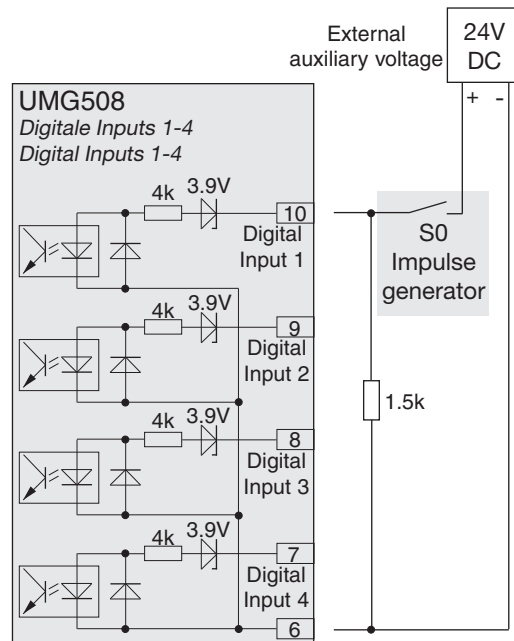 External
auxiliary voltage
24V
DC
+ -
UMG508
Digitale Inputs 1-4
Digital Inputs 1-4
4k
3.9V
10
Digital
Input 1
S0
Impulse
generator
4k
3.9V
9
Digital
Input 2
1.5k
4k
3.9V
8
Digital
Input 3
4k
3.9V
7
Digital
Input 4
6